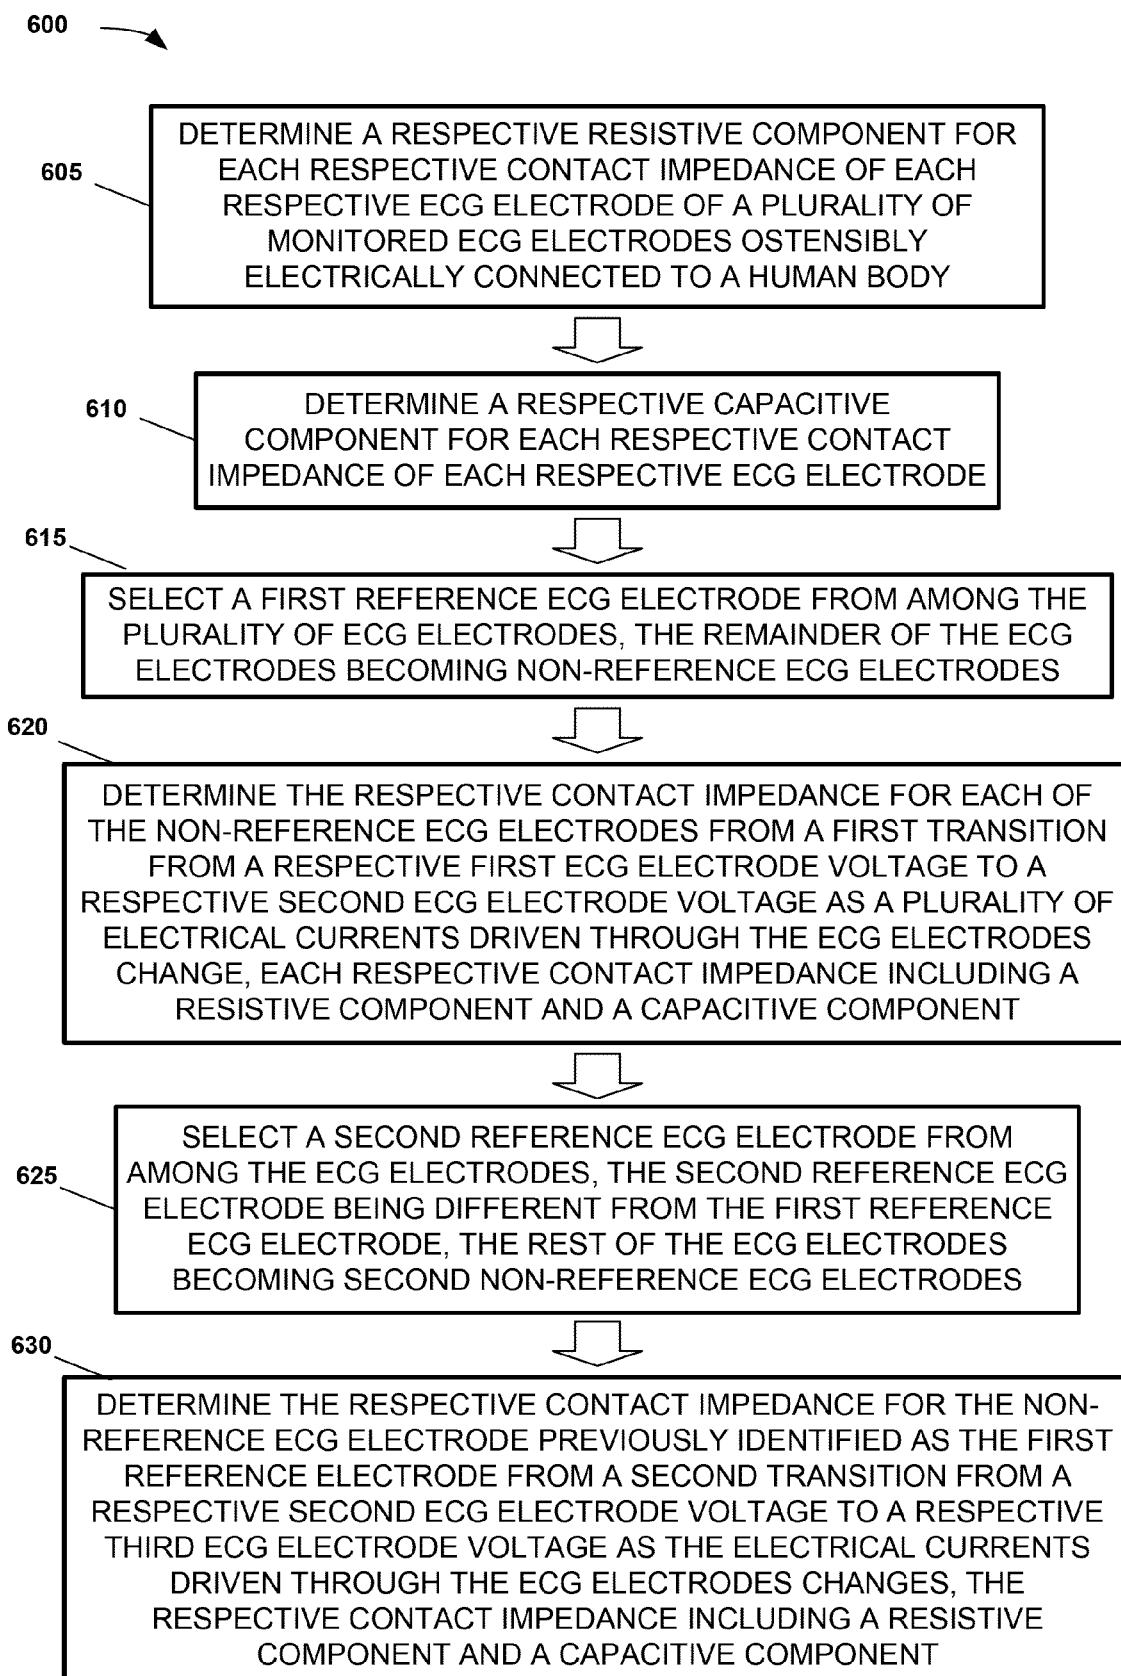 600
605
DETERMINE A RESPECTIVE RESISTIVE COMPONENT FOR
EACH RESPECTIVE CONTACT IMPEDANCE OF EACH
RESPECTIVE ECG ELECTRODE OF A PLURALITY OF
MONITORED ECG ELECTRODES OSTENSIBLY
ELECTRICALLY CONNECTED TO A HUMAN BODY
610
DETERMINE A RESPECTIVE CAPACITIVE
COMPONENT FOR EACH RESPECTIVE CONTACT
IMPEDANCE OF EACH RESPECTIVE ECG ELECTRODE
615
SELECT A FIRST REFERENCE ECG ELECTRODE FROM AMONG THE
PLURALITY OF ECG ELECTRODES, THE REMAINDER OF THE ECG
ELECTRODES BECOMING NON-REFERENCE ECG ELECTRODES
620
DETERMINE THE RESPECTIVE CONTACT IMPEDANCE FOR EACH OF
THE NON-REFERENCE ECG ELECTRODES FROM A FIRST TRANSITION
FROM A RESPECTIVE FIRST ECG ELECTRODE VOLTAGE TO A
RESPECTIVE SECOND ECG ELECTRODE VOLTAGE AS A PLURALITY OF
ELECTRICAL CURRENTS DRIVEN THROUGH THE ECG ELECTRODES
CHANGE, EACH RESPECTIVE CONTACT IMPEDANCE INCLUDING A
RESISTIVE COMPONENT AND A CAPACITIVE COMPONENT
625
SELECT A SECOND REFERENCE ECG ELECTRODE FROM
AMONG THE ECG ELECTRODES, THE SECOND REFERENCE ECG
ELECTRODE BEING DIFFERENT FROM THE FIRST REFERENCE
ECG ELECTRODE, THE REST OF THE ECG ELECTRODES
BECOMING SECOND NON-REFERENCE ECG ELECTRODES
630
DETERMINE THE RESPECTIVE CONTACT IMPEDANCE FOR THE NON-
REFERENCE ECG ELECTRODE PREVIOUSLY IDENTIFIED AS THE FIRST
REFERENCE ELECTRODE FROM A SECOND TRANSITION FROM A
RESPECTIVE SECOND ECG ELECTRODE VOLTAGE TO A RESPECTIVE
THIRD ECG ELECTRODE VOLTAGE AS THE ELECTRICAL CURRENTS
DRIVEN THROUGH THE ECG ELECTRODES CHANGES, THE
RESPECTIVE CONTACT IMPEDANCE INCLUDING A RESISTIVE
COMPONENT AND A CAPACITIVE COMPONENT